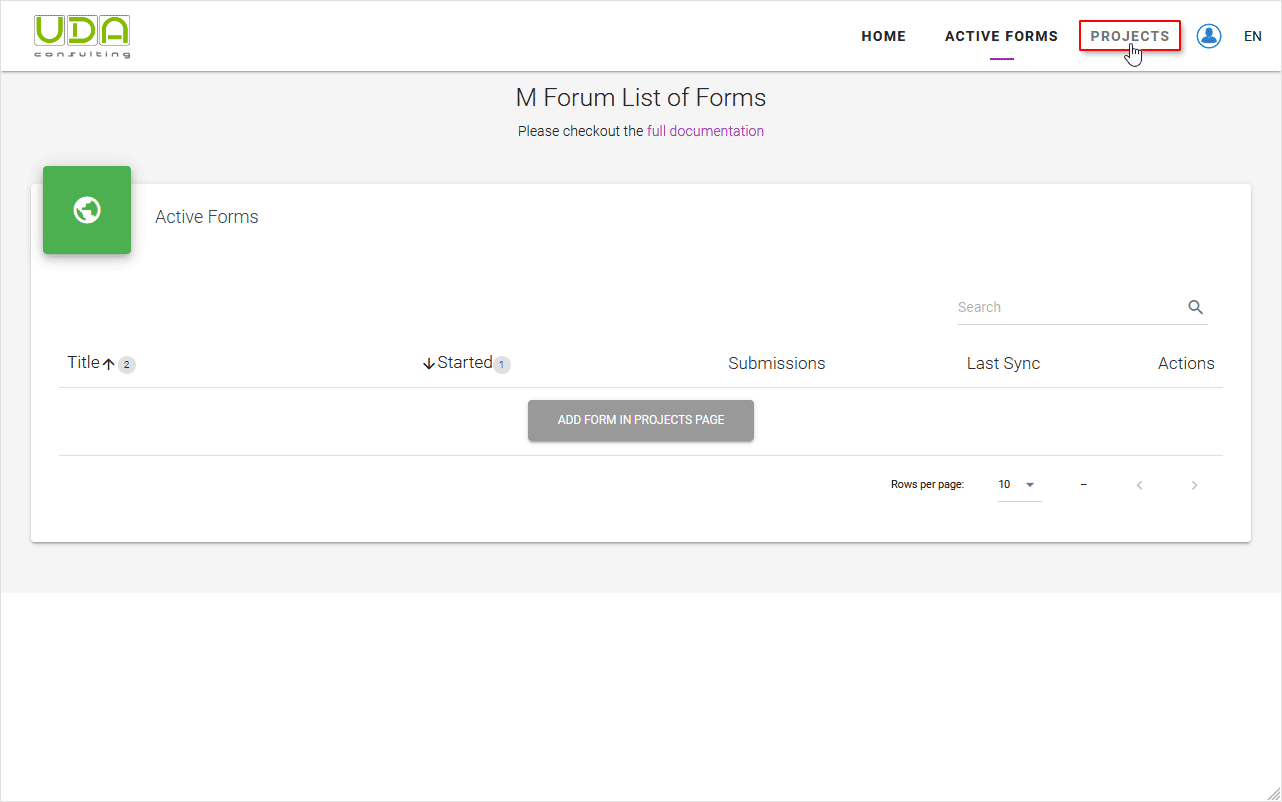 UDA
consulting
HOME ACTIVE FORMS PROJECTS EN
M Forum List of Forms
Please checkout the full documentation
Active Forms
Search
Title 2 Started 1 Submissions Last Sync Actions
ADD FORM IN PROJECTS PAGE
Rows per page: 10 –